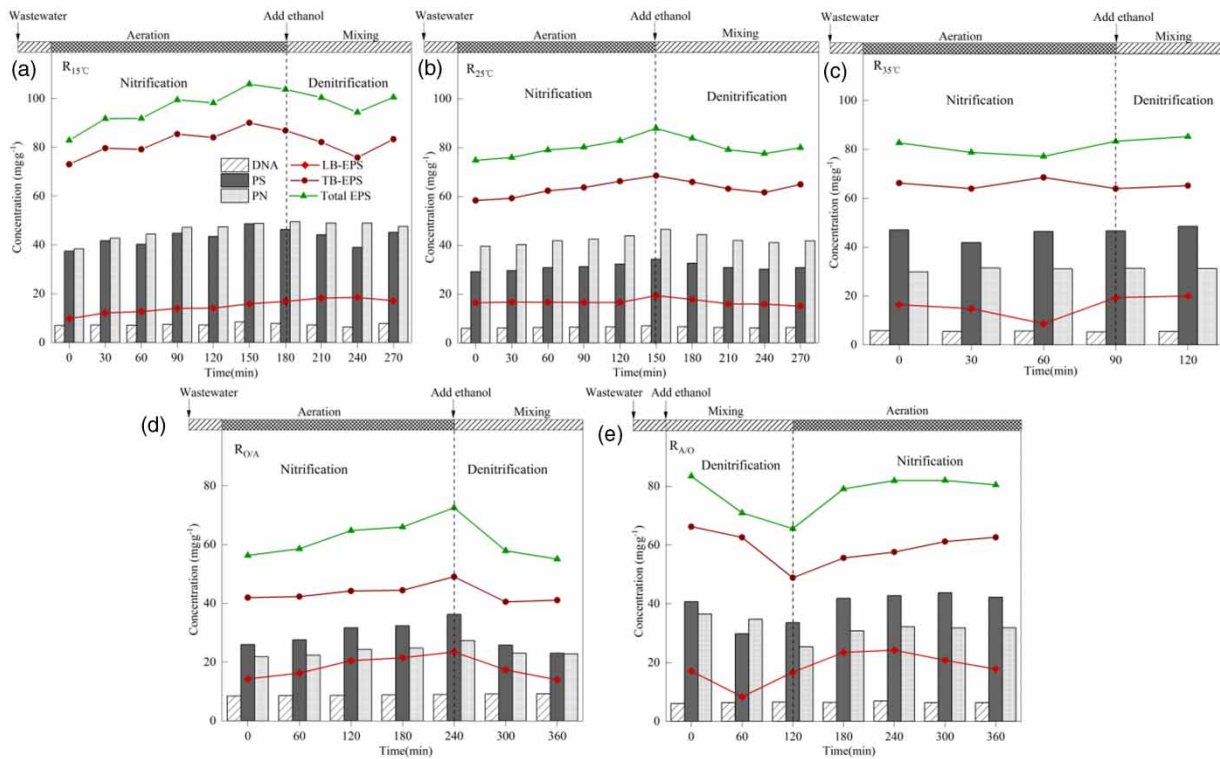 Wastewater
Add ethanol
Aeration
Mixing
(a)
R15℃
Nitrification
Denitrification
100
80
60
40
20
0
Concentration (mgg-1)
DNA
PS
PN
LB-EPS
TB-EPS
Total EPS
0 30 60 90 120 150 180 210 240 270
Time(min)
Wastewater
Add ethanol
Aeration
Mixing
(b)
R25℃
Nitrification
Denitrification
100
80
60
40
20
0
Concentration (mgg-1)
0 30 60 90 120 150 210 240 270
Time(min)
Wastewater
Add ethanol
Aeration
Mixing
(c)
R35℃
Nitrification
Denitrification
100
80
60
40
20
0
Concentration (mgg-1)
0 30 60 90 120
Time(min)
Wastewater
Add ethanol
Aeration
Mixing
(d)
RO/A
Nitrification
Denitrification
80
60
40
20
0
Concentration (mgg-1)
0 60 120 180 240 300 360
Time(min)
Wastewater
Add ethanol
Mixing
Aeration
(e)
RA/O
Denitrification
Nitrification
80
60
40
20
0
Concentration (mgg-1)
0 60 120 180 240 300 360
Time(min)